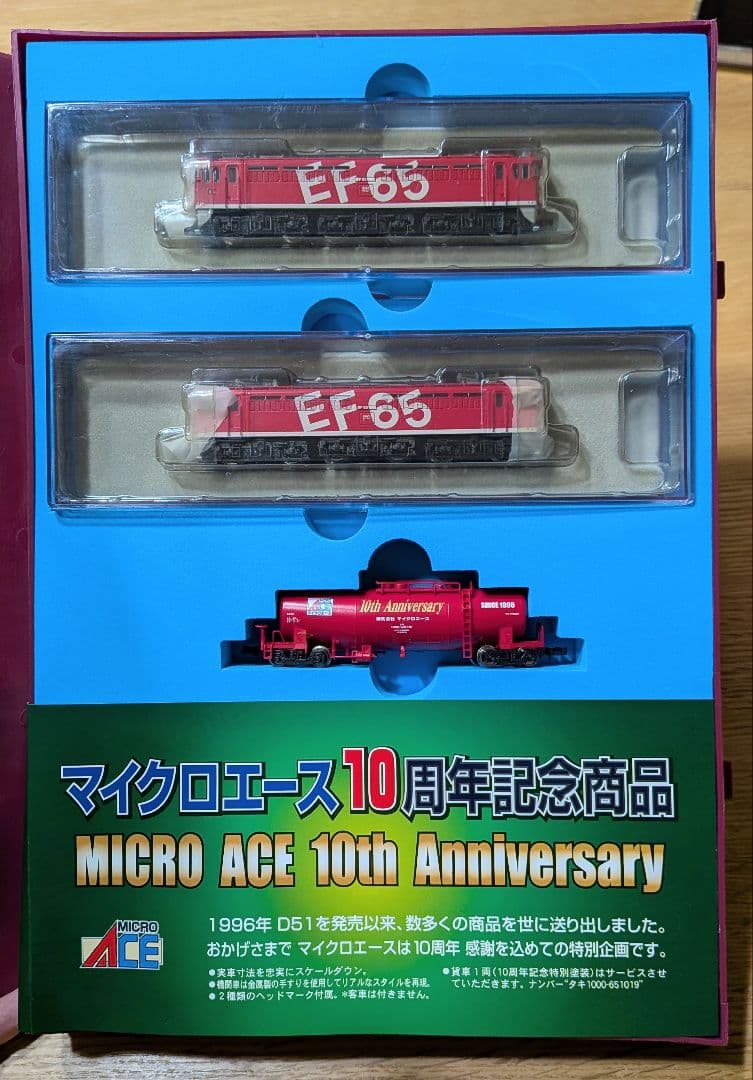 EF65
EF65
10th Anniversary
SINCE 1996
株式会社 マイクロエース
マイクロエース10周年記念商品
MICRO ACE 10th Anniversary
MICRO
ACE
1996年 D51を発売以来、数多くの商品を世に送り出しました。
おかげさまで マイクロエースは10周年 感謝を込めての特別企画です。
●実車寸法を忠実にスケールダウン。
●機関車は金属製の手すりを使用してリアルなスタイルを再現。
●2種類のヘッドマーク付属。*客車は付きません。
●貨車1両(10周年記念特別塗装)はサービスさせ
ていただきます。ナンバー"タキ1000-651019"